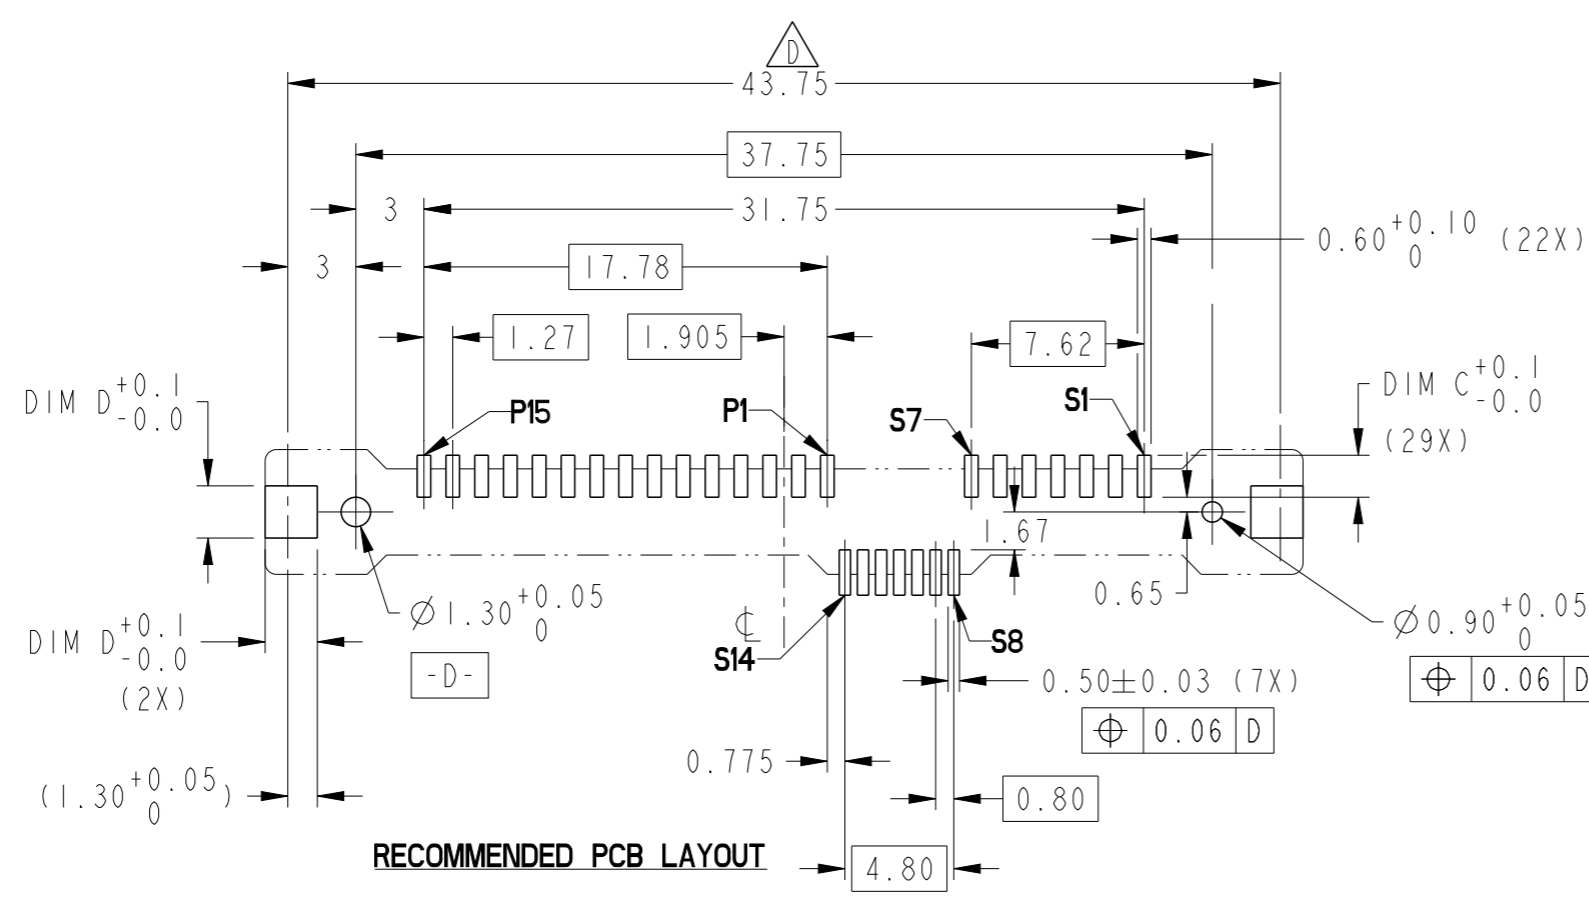 D
43.75
37.75
3
31.75
0.60 +0.10 0 (22X)
3
17.78
1.27
1.905
7.62
DIM D +0.1 -0.0
P15
P1
S7
S1
DIM C +0.1 -0.0
(29X)
1.67
0.65
Ø1.30 +0.05 0
-D-
℄
S14
S8
Ø0.90 +0.05 0
⌖ 0.06 D
DIM D +0.1 -0.0
(2X)
0.50±0.03 (7X)
⌖ 0.06 D
0.775
(1.30 +0.05 0)
0.80
RECOMMENDED PCB LAYOUT
4.80